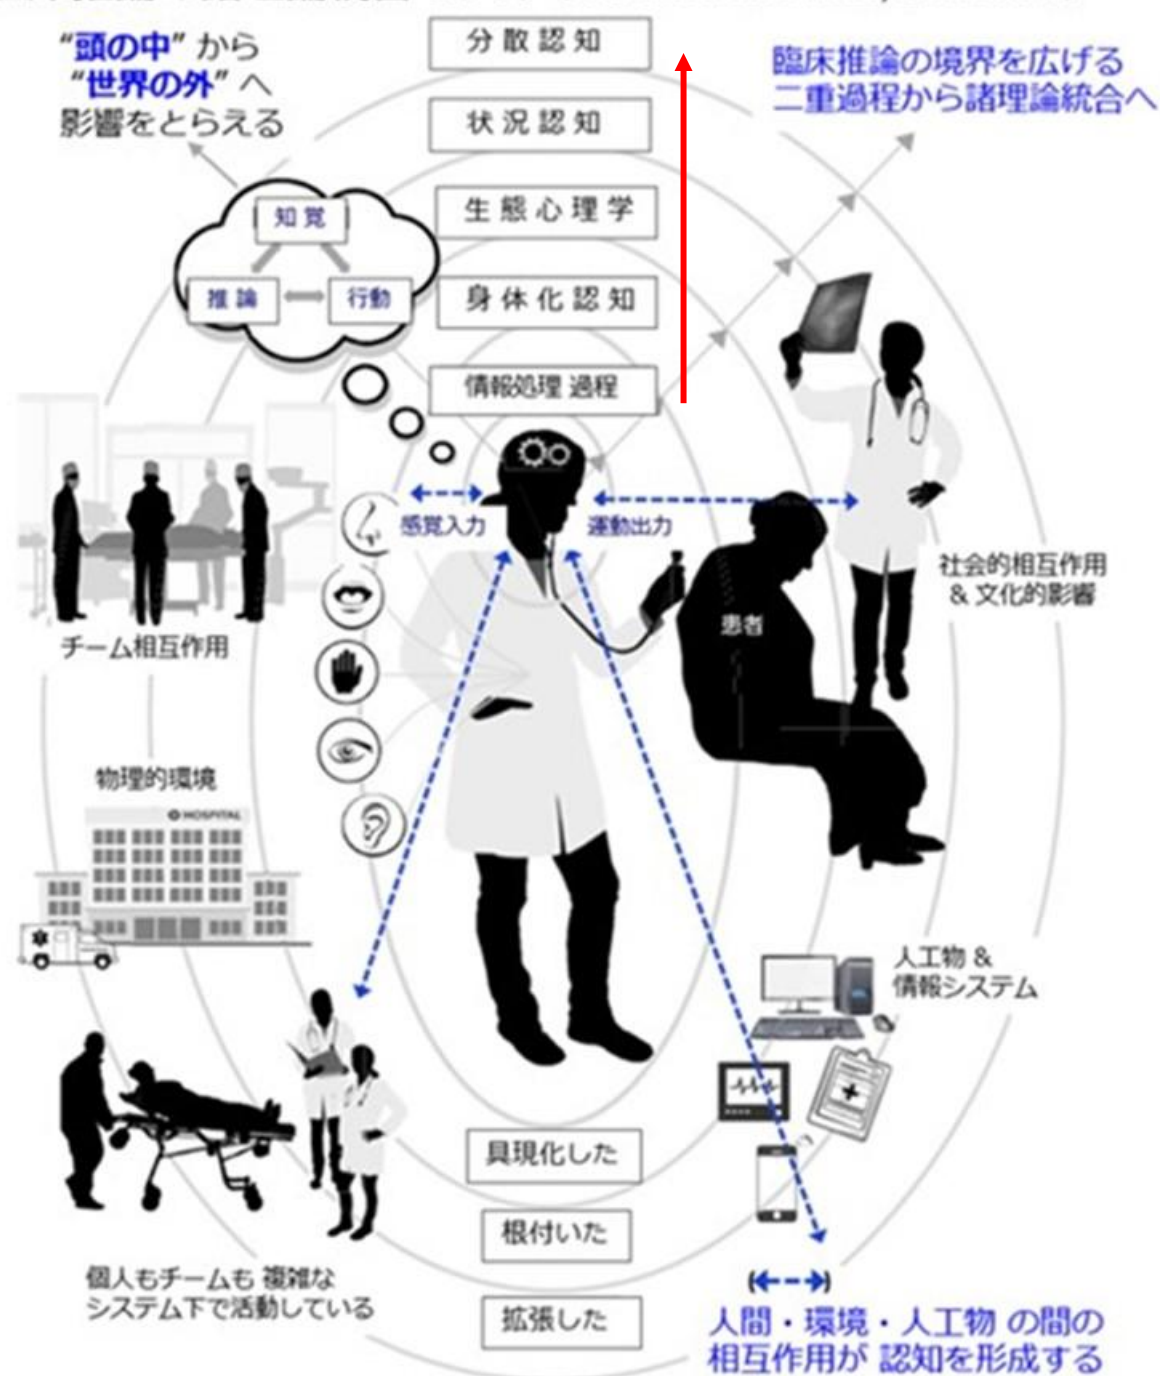 分散認知
“頭の中” から
“世界の外” へ
影響をとらえる
臨床推論の境界を広げる
二重過程から諸理論統合へ
状況認知
生態心理学
知覚
推論
行動
身体化認知
情報処理 過程
感覚入力
運動出力
社会的相互作用
& 文化的影響
患者
チーム相互作用
物理的環境
HOSPITAL
人工物 &
情報システム
具現化した
根付いた
拡張した
個人もチームも 複雑な
システム下で活動している
人間・環境・人工物 の間の
相互作用が 認知を形成する